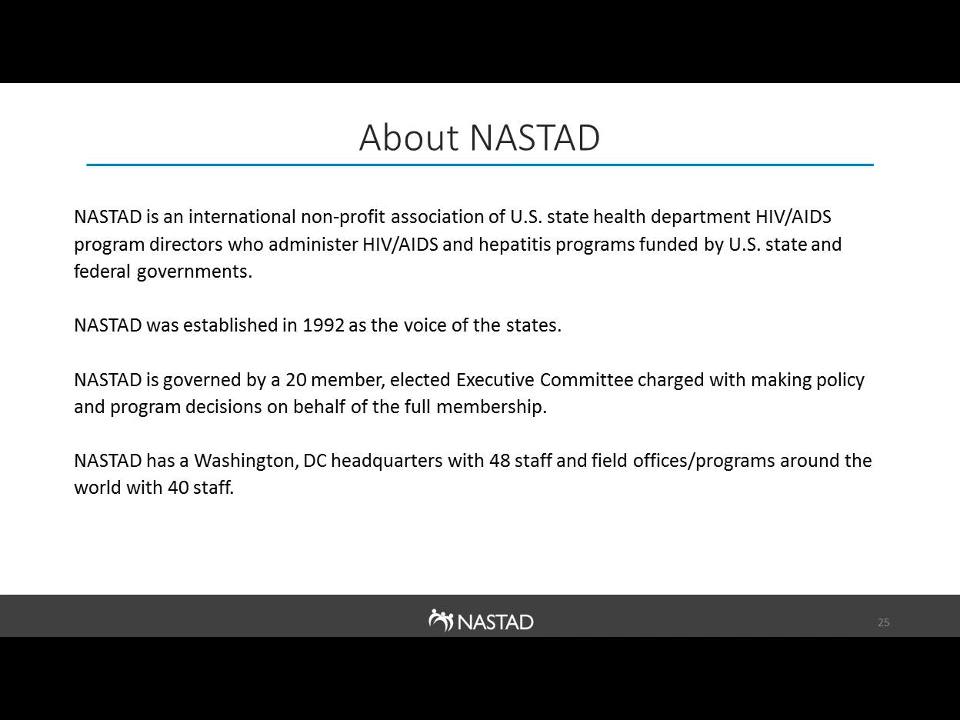 About NASTAD
NASTAD is an international non-profit association of U.S. state health department HIV/AIDS
program directors who administer HIV/AIDS and hepatitis programs funded by U.S. state and
federal governments.
NASTAD was established in 1992 as the voice of the states.
NASTAD is governed by a 20 member, elected Executive Committee charged with making policy
and program decisions on behalf of the full membership.
NASTAD has a Washington, DC headquarters with 48 staff and field offices/programs around the
world with 40 staff.
NASTAD
25